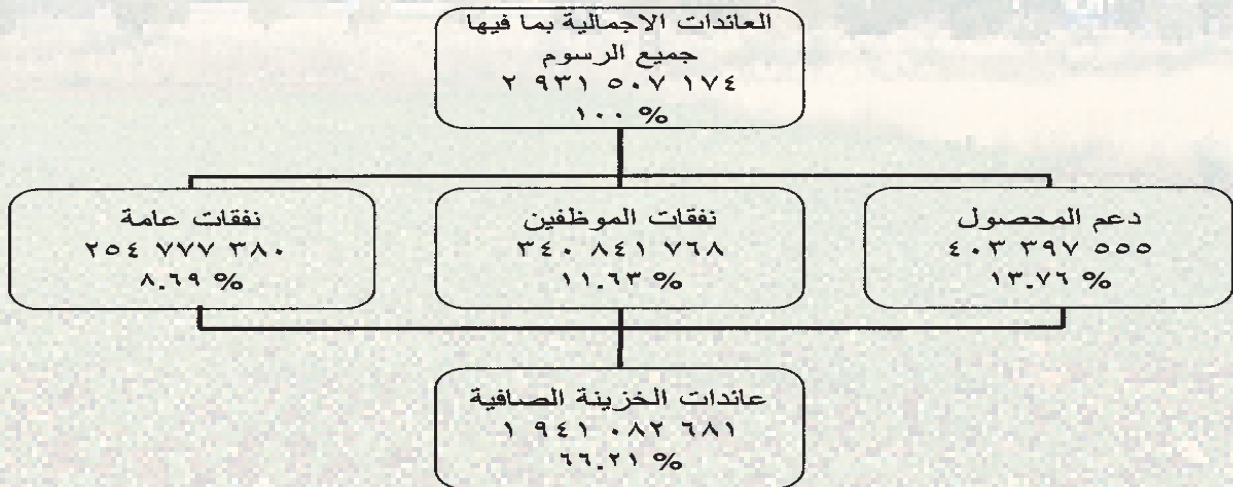 العائدات الاجمالية بما فيها
جميع الرسوم
٢ ٩٣١ ٥٠٧ ١٧٤
١٠٠ %
دعم المحصول
٤٠٣ ٣٩٧ ٥٥٥
١٣.٧٦ %
نفقات الموظفين
٣٤٠ ٨٤١ ٧٦٨
١١.٦٣ %
نفقات عامة
٢٥٤ ٧٧٧ ٣٨٠
٨.٦٩ %
عائدات الخزينة الصافية
١ ٩٤١ ٠٨٢ ٦٨١
٦٦.٢١ %